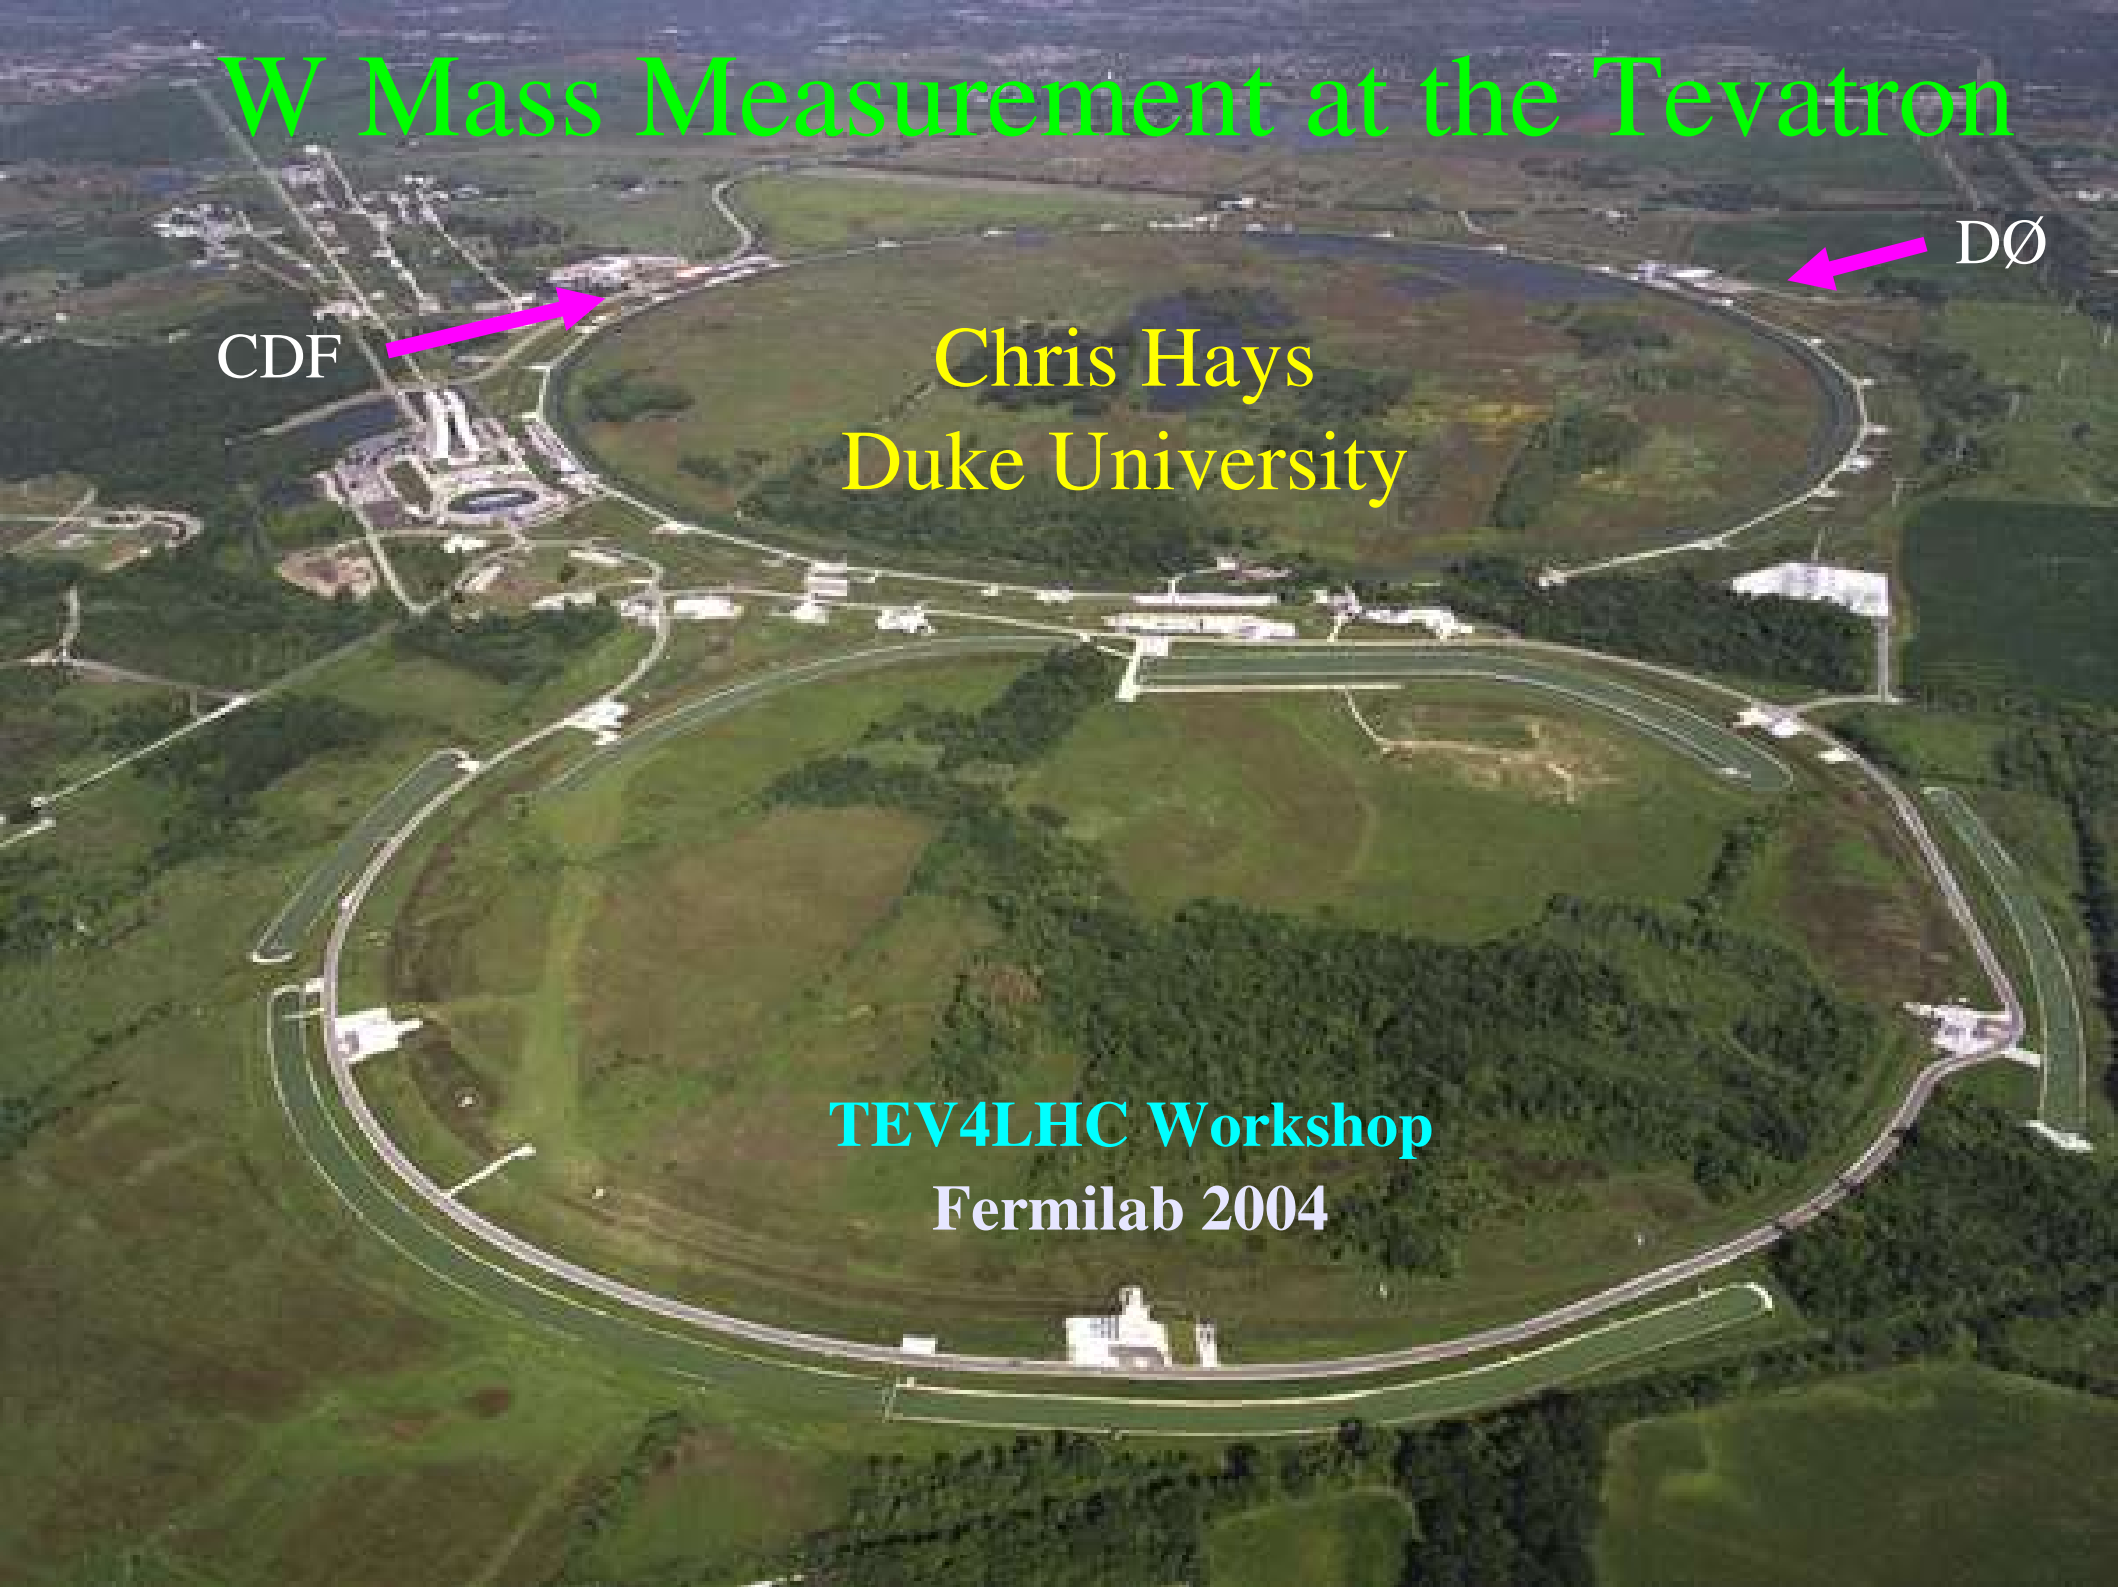 W Mass Measurement at the Tevatron
DØ
CDF
Chris Hays
Duke University
TEV4LHC Workshop
Fermilab 2004